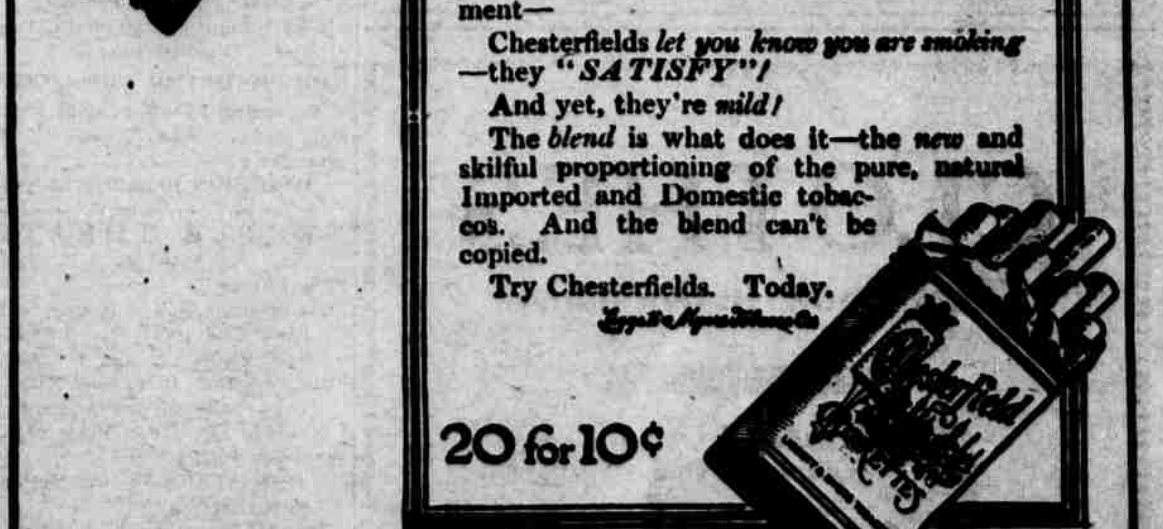 ment—
Chesterfields let you know you are smoking
—they "SATISFY"!
And yet, they're mild!
The blend is what does it—the new and
skilful proportioning of the pure, natural
Imported and Domestic tobac-
cos. And the blend can't be
copied.
Try Chesterfields. Today.
Liggett & Myers Tobacco Co.
Chesterfield
CIGARETTES
20 for 10¢